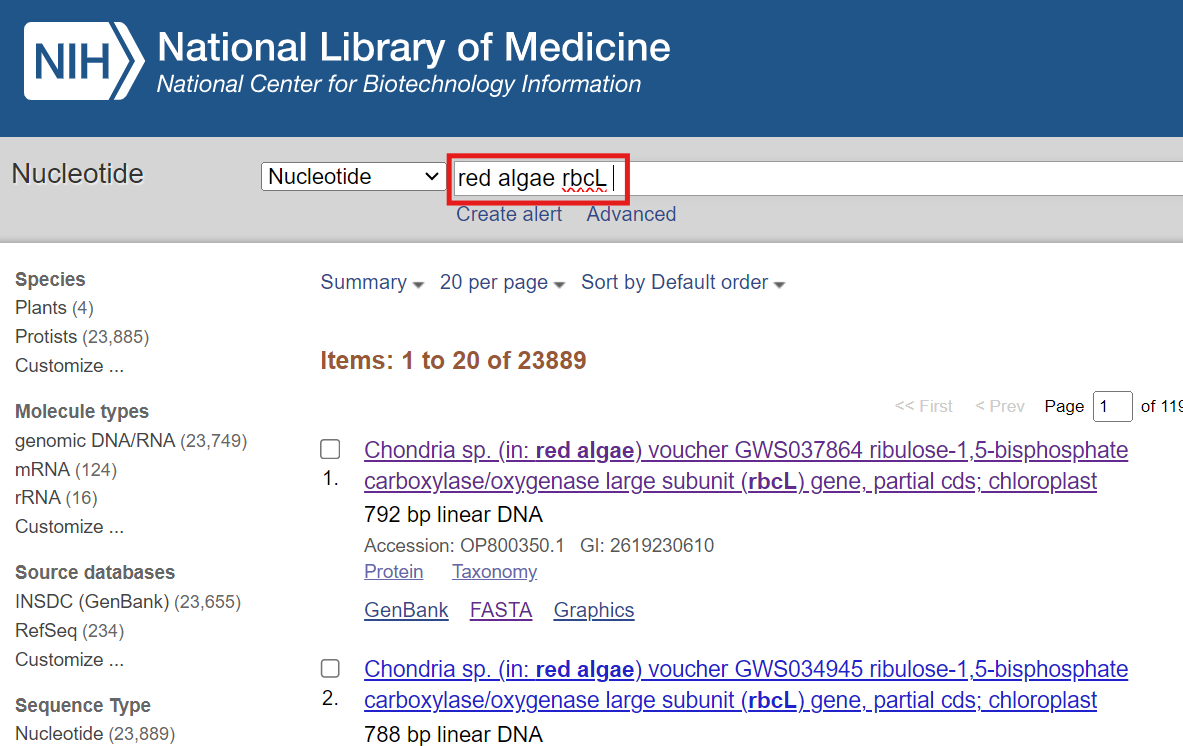 NIH National Library of Medicine
National Center for Biotechnology Information
Nucleotide
Nucleotide
red algae rbcL
Create alert Advanced
Species
Plants (4)
Protists (23,885)
Customize ...
Molecule types
genomic DNA/RNA (23,749)
mRNA (124)
rRNA (16)
Customize ...
Source databases
INSDC (GenBank) (23,655)
RefSeq (234)
Customize ...
Sequence Type
Nucleotide (23,889)
Summary 20 per page Sort by Default order
Items: 1 to 20 of 23889
<< First < Prev Page 1 of 119
Chondria sp. (in: red algae) voucher GWS037864 ribulose-1,5-bisphosphate
1. carboxylase/oxygenase large subunit (rbcL) gene, partial cds; chloroplast
792 bp linear DNA
Accession: OP800350.1 GI: 2619230610
Protein Taxonomy
GenBank FASTA Graphics
Chondria sp. (in: red algae) voucher GWS034945 ribulose-1,5-bisphosphate
2. carboxylase/oxygenase large subunit (rbcL) gene, partial cds; chloroplast
788 bp linear DNA